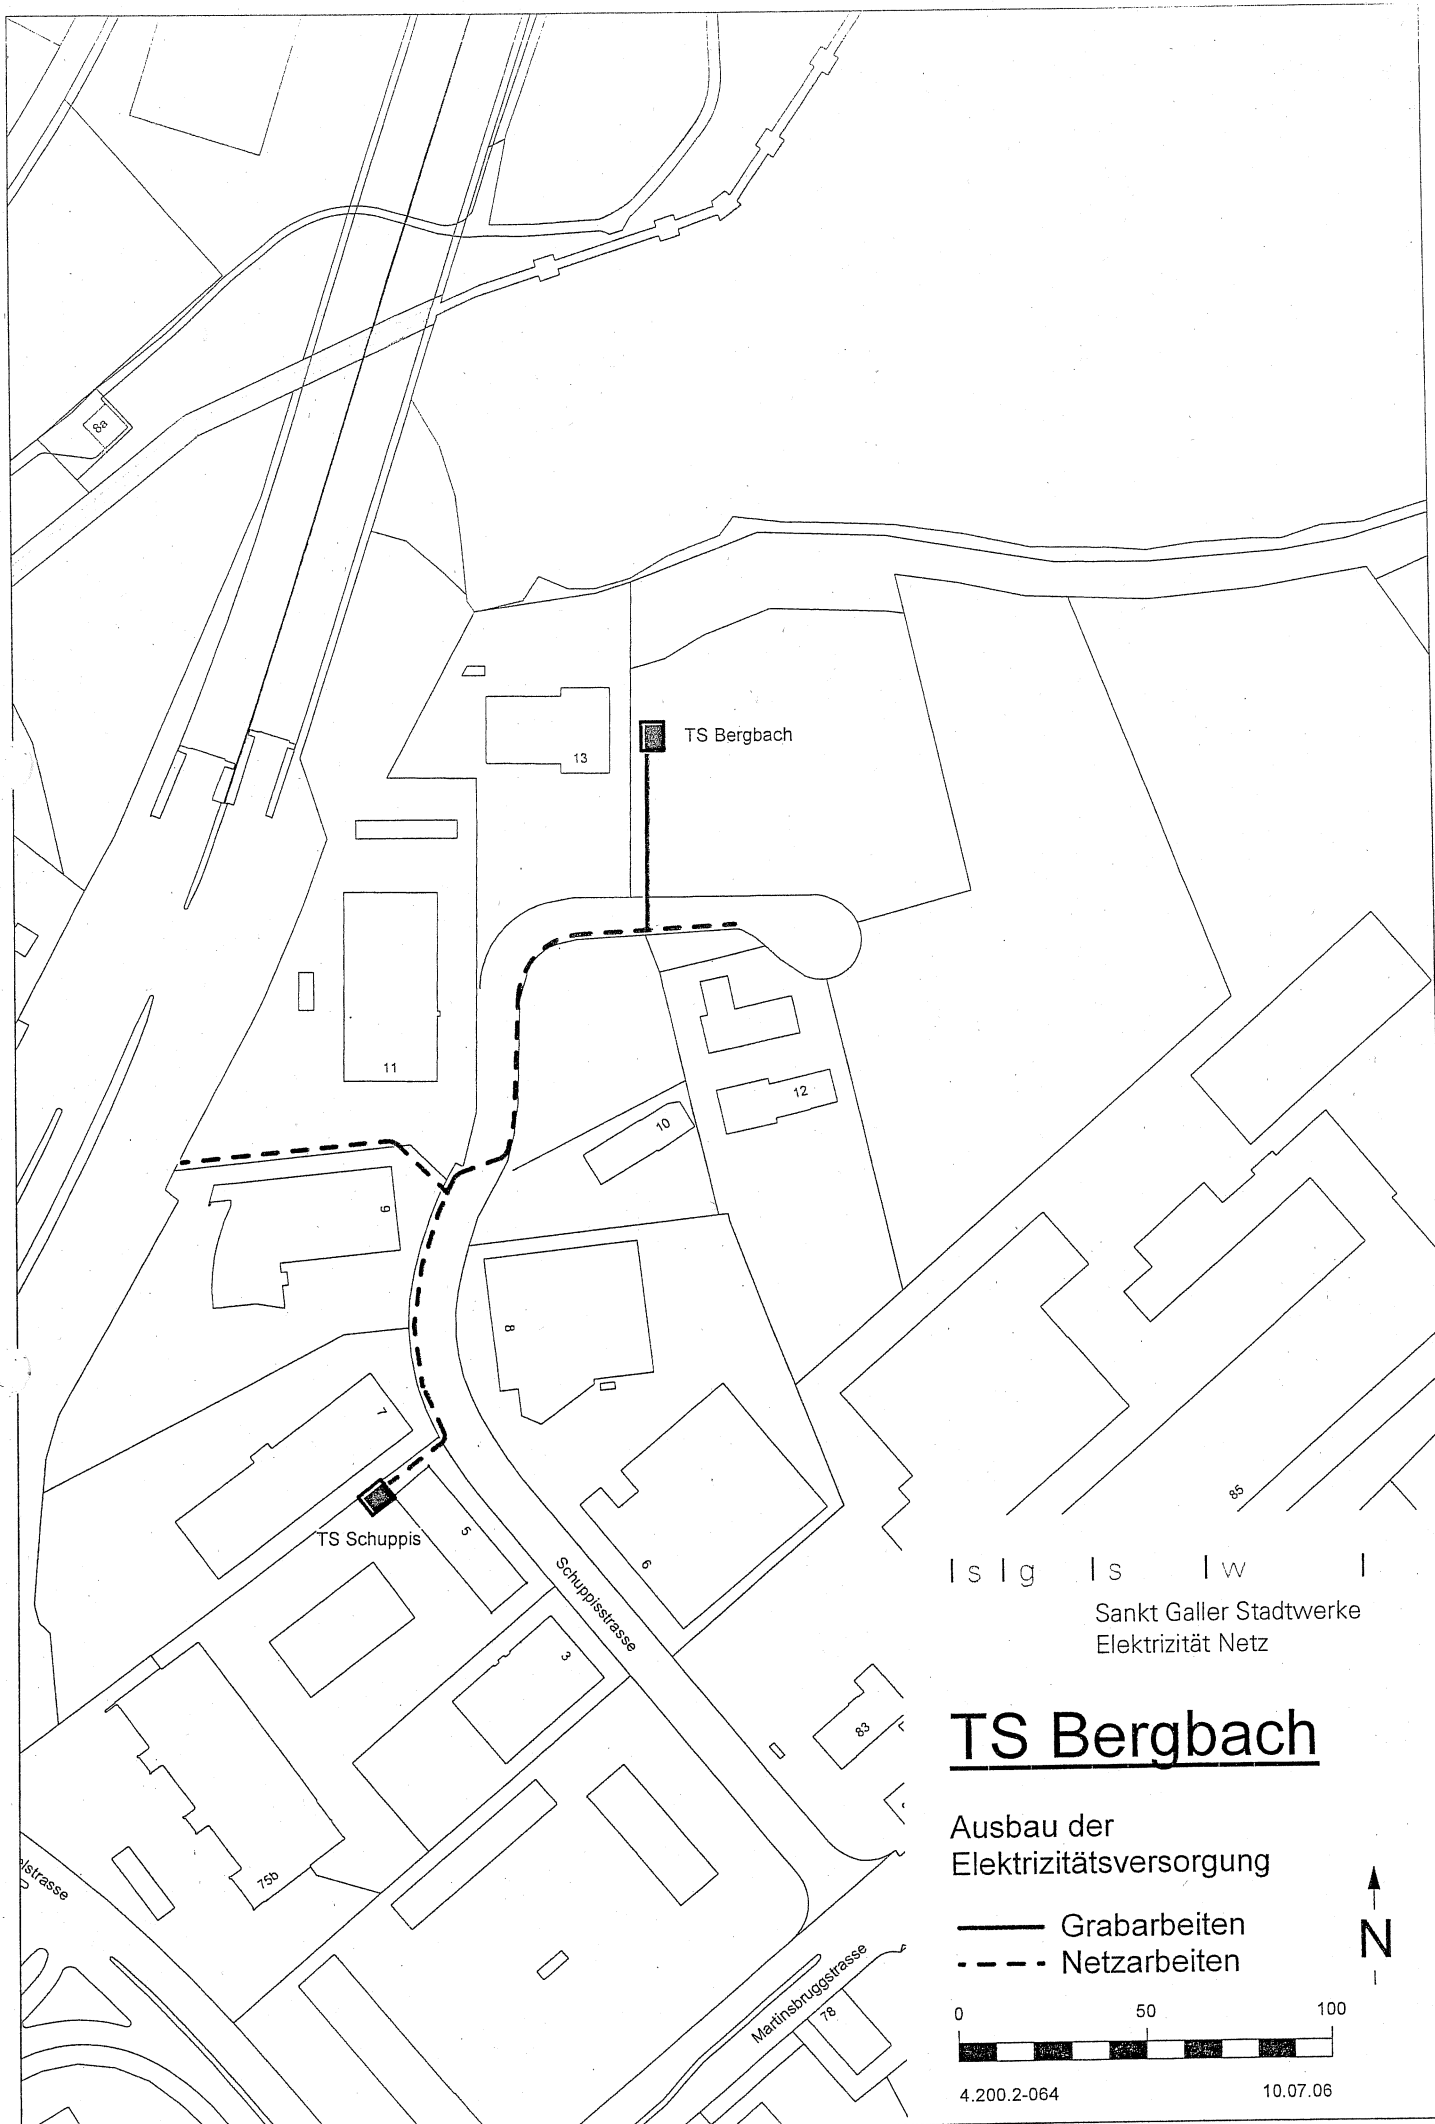 8a
TS Bergbach
13
11
12
10
9
8
7
TS Schuppis
5
6
Schuppisstrasse
3
85
83
75b
elstrasse
Martinsbruggstrasse
78
s g s w
Sankt Galler Stadtwerke
Elektrizität Netz
TS Bergbach
Ausbau der
Elektrizitätsversorgung
Grabarbeiten
Netzarbeiten
N
0 50 100
4.200.2-064 10.07.06